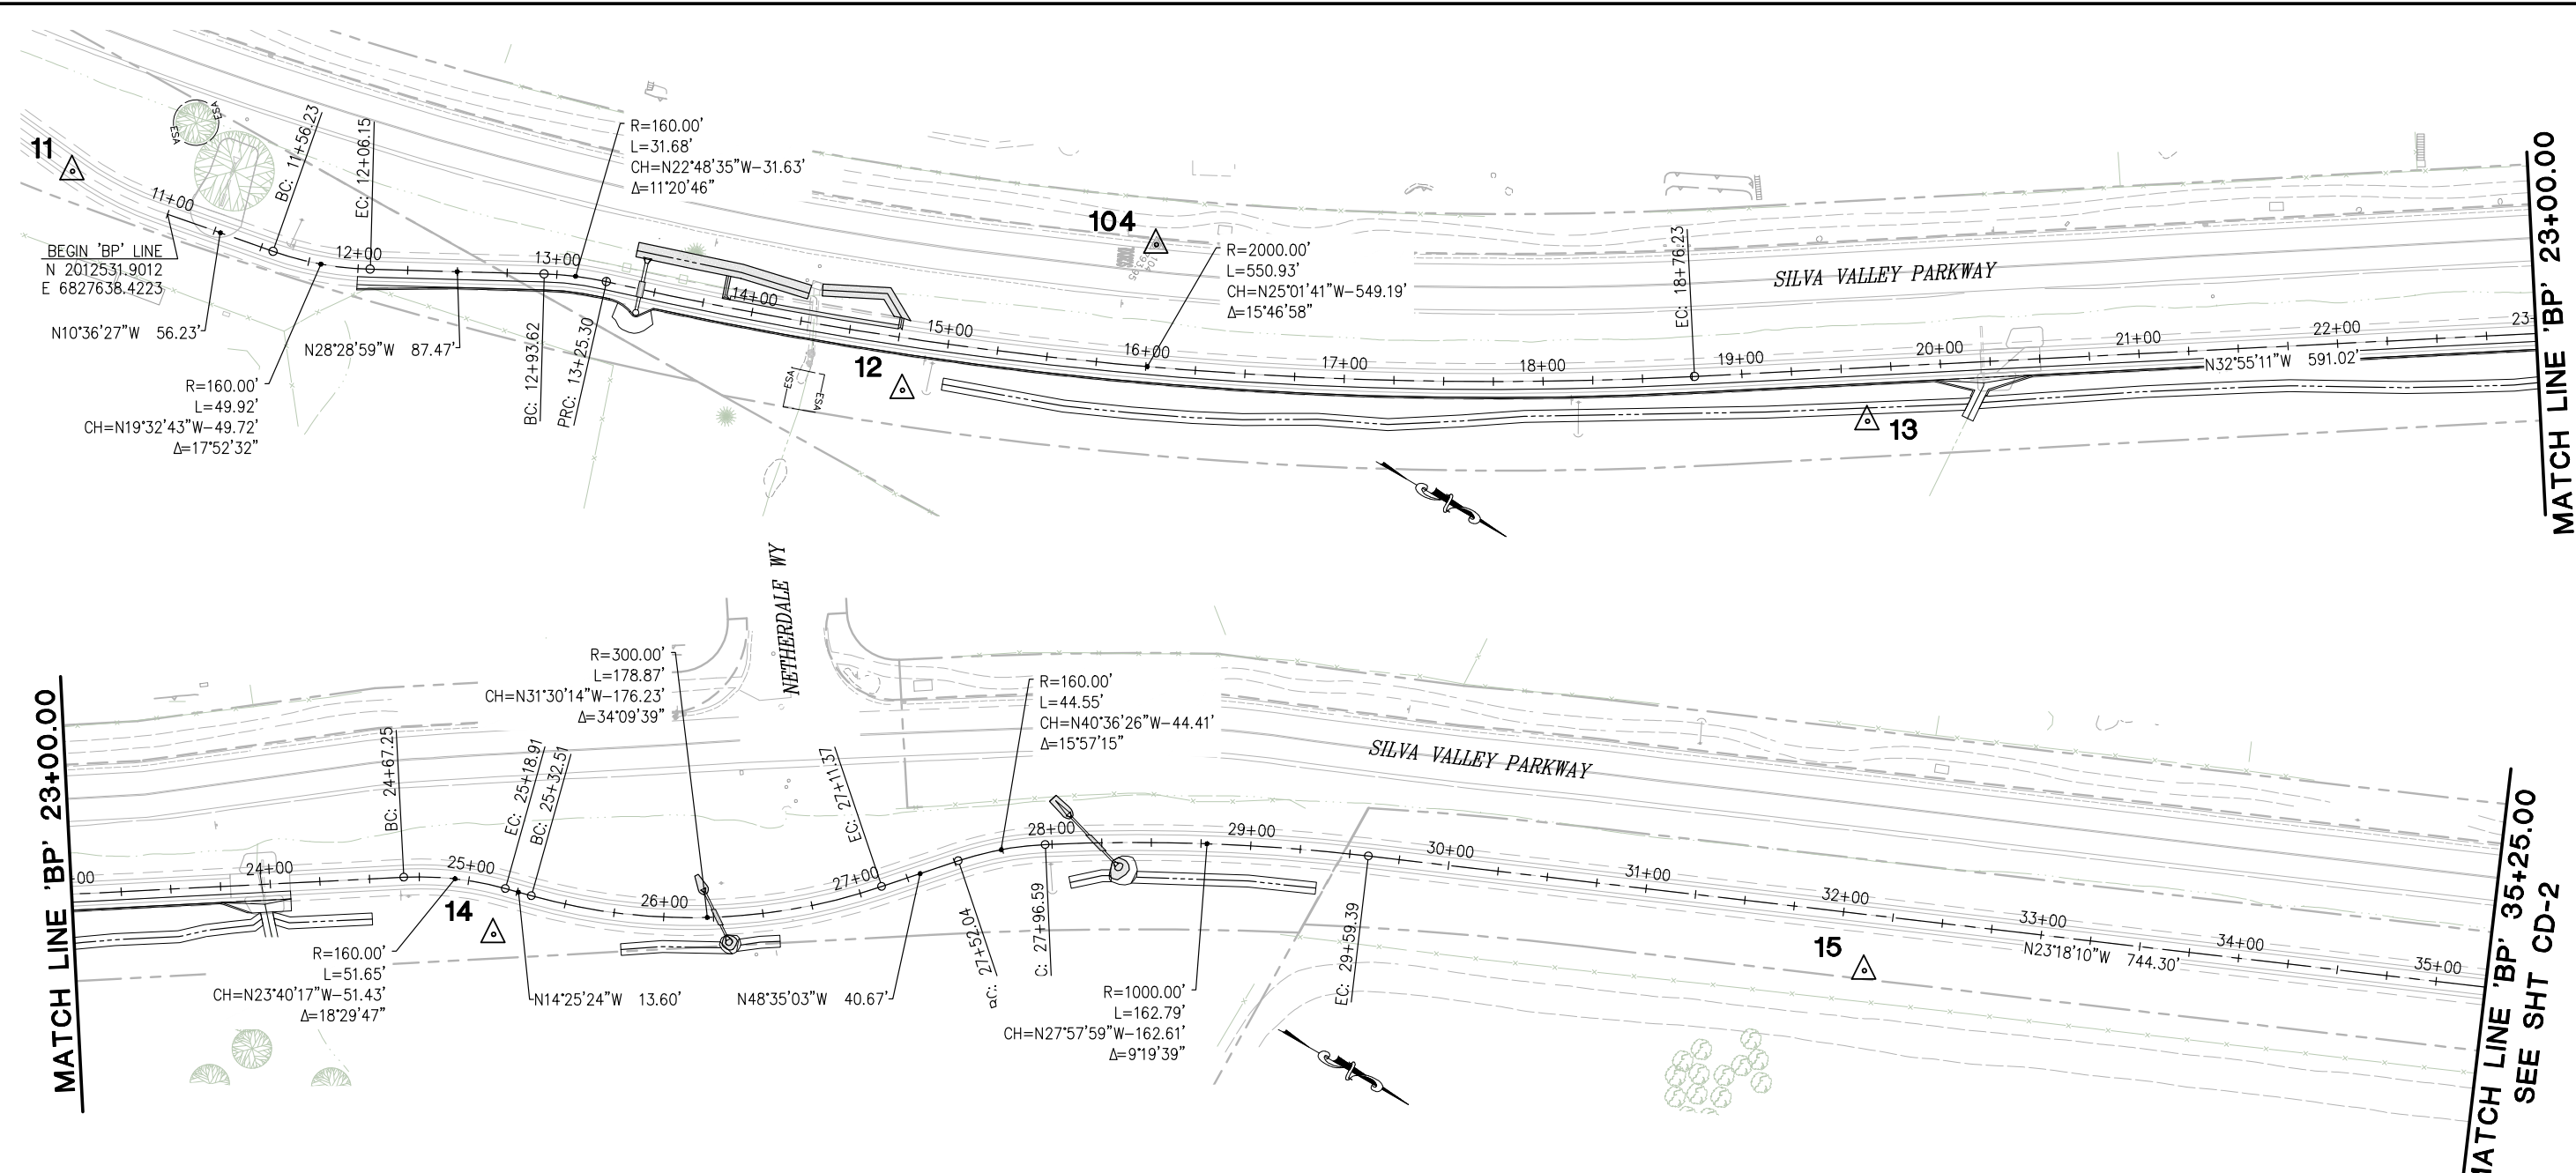 11
ESA
ESA
BC: 11+56.23
EC: 12+06.15
R=160.00'
L=31.68'
CH=N22°48'35"W-31.63'
Δ=11°20'46"
11+00
BEGIN 'BP' LINE
N 2012531.9012
E 6827638.4223
N10°36'27"W 56.23'
12+00
N28°28'59"W 87.47'
R=160.00'
L=49.92'
CH=N19°32'43"W-49.72'
Δ=17°52'32"
13+00
BC: 12+93.62
PRC: 13+25.30
14+00
ESA
ESA
12
15+00
104
104
793.95
R=2000.00'
L=550.93'
CH=N25°01'41"W-549.19'
Δ=15°46'58"
16+00
17+00
18+00
EC: 18+76.23
19+00
SILVA VALLEY PARKWAY
20+00
13
21+00
22+00
N32°55'11"W 591.02'
23+
MATCH LINE 'BP' 23+00.00
MATCH LINE 'BP' 23+00.00
00
24+00
BC: 24+67.25
25+00
EC: 25+18.91
BC: 25+32.51
14
R=160.00'
L=51.65'
CH=N23°40'17"W-51.43'
Δ=18°29'47"
N14°25'24"W 13.60'
R=300.00'
L=178.87'
CH=N31°30'14"W-176.23'
Δ=34°09'39"
NETHERDALE WY
26+00
27+00
EC: 27+11.37
N48°35'03"W 40.67'
BC: 27+52.04
R=160.00'
L=44.55'
CH=N40°36'26"W-44.41'
Δ=15°57'15"
28+00
C: 27+96.59
29+00
R=1000.00'
L=162.79'
CH=N27°57'59"W-162.61'
Δ=9°19'39"
EC: 29+59.39
SILVA VALLEY PARKWAY
30+00
31+00
32+00
15
33+00
N23°18'10"W 744.30'
34+00
35+00
MATCH LINE 'BP' 35+25.00
SEE SHT CD-2